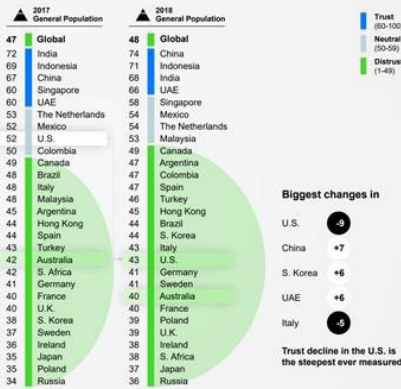 2017
General Population
47 Global
72 India
69 Indonesia
67 China
60 Singapore
60 UAE
53 The Netherlands
52 Mexico
52 U.S.
50 Colombia
49 Canada
48 Brazil
48 Italy
48 Malaysia
45 Argentina
44 Hong Kong
44 Spain
43 Turkey
42 Australia
42 S. Africa
41 Germany
40 France
40 U.K.
38 S. Korea
37 Sweden
36 Ireland
35 Japan
35 Poland
34 Russia
2018
General Population
48 Global
74 China
71 Indonesia
68 India
66 UAE
58 Singapore
54 Mexico
54 The Netherlands
53 Malaysia
49 Canada
47 Argentina
47 Colombia
47 Spain
46 Turkey
45 Hong Kong
44 Brazil
44 S. Korea
43 Italy
43 U.S.
41 Germany
41 Sweden
40 Australia
40 France
39 Poland
39 U.K.
38 Ireland
38 S. Africa
37 Japan
36 Russia
Trust
(60-100
Neutral
(50-59)
Distrus
(1-49)
Biggest changes in
U.S. -9
China +7
S. Korea +6
UAE +6
Italy -5
Trust decline in the U.S. is
the steepest ever measured